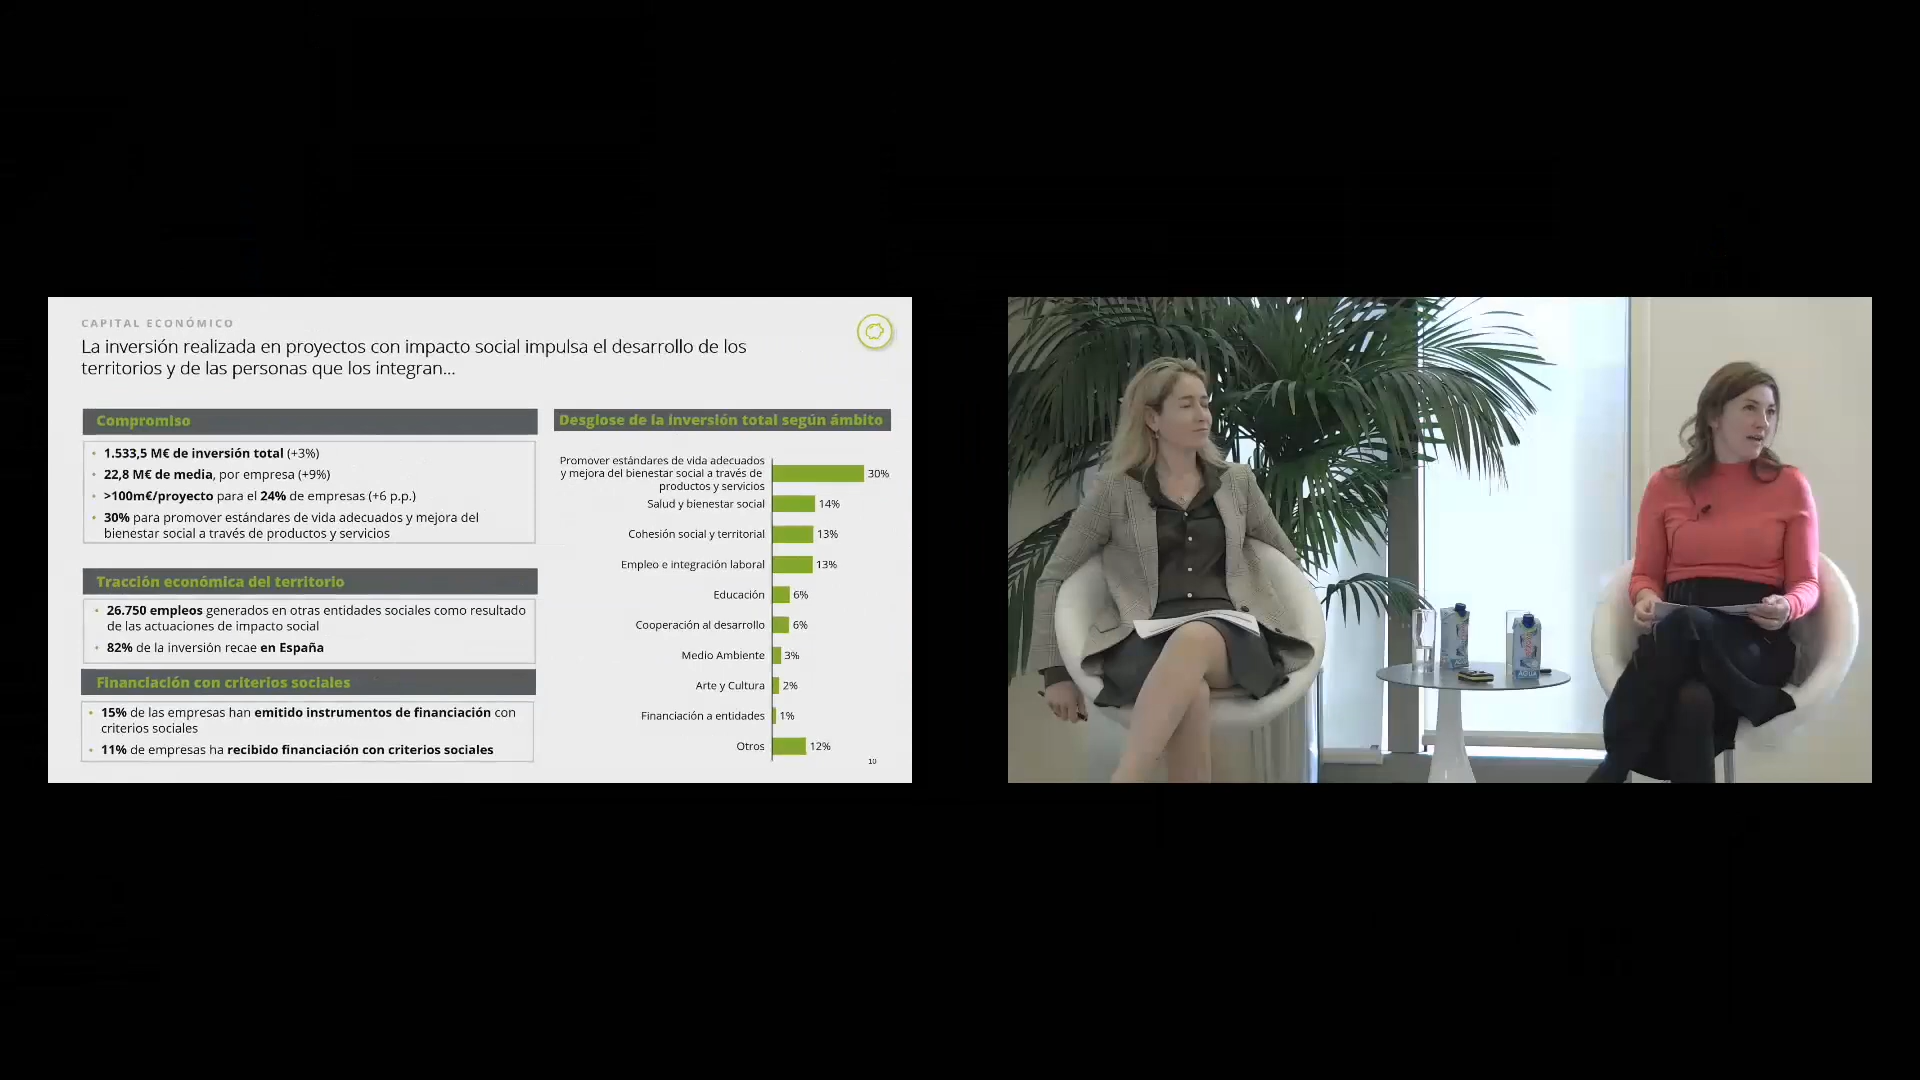 CAPITAL ECONÓMICO
La inversión realizada en proyectos con impacto social impulsa el desarrollo de los
territorios y de las personas que los integran...
Compromiso
• 1.533,5 M€ de inversión total (+3%)
• 22,8 M€ de media, por empresa (+9%)
• >100m€/proyecto para el 24% de empresas (+6 p.p.)
• 30% para promover estándares de vida adecuados y mejora del
bienestar social a través de productos y servicios
Tracción económica del territorio
• 26.750 empleos generados en otras entidades sociales como resultado
de las actuaciones de impacto social
• 82% de la inversión recae en España
Financiación con criterios sociales
• 15% de las empresas han emitido instrumentos de financiación con
criterios sociales
• 11% de empresas ha recibido financiación con criterios sociales
Desglose de la inversión total según ámbito
Promover estándares de vida adecuados
y mejora del bienestar social a través de
productos y servicios
30%
Salud y bienestar social 14%
Cohesión social y territorial 13%
Empleo e integración laboral 13%
Educación 6%
Cooperación al desarrollo 6%
Medio Ambiente 3%
Arte y Cultura 2%
Financiación a entidades 1%
Otros 12%
10
AGUA